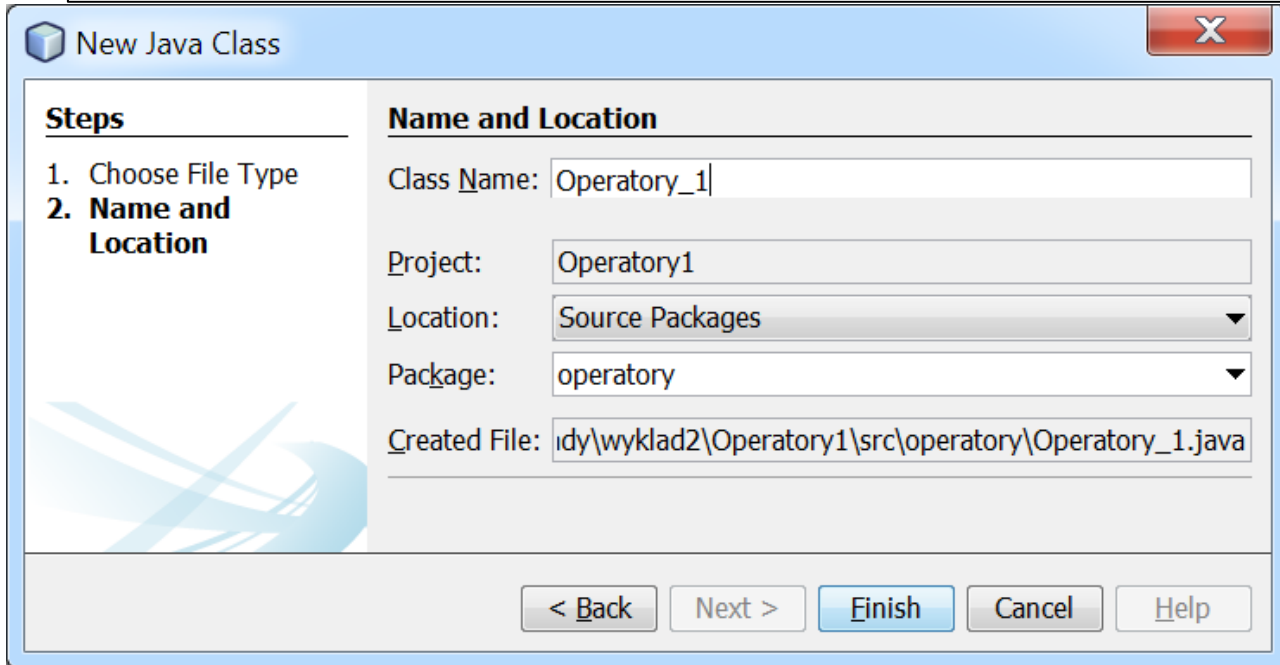 New Java Class
Steps
1. Choose File Type
2. Name and
Location
Name and Location
Class Name: Operatory_1
Project: Operatory1
Location: Source Packages
Package: operatory
Created File: ıdy\wyklad2\Operatory1\src\operatory\Operatory_1.java
< Back Next > Finish Cancel Help